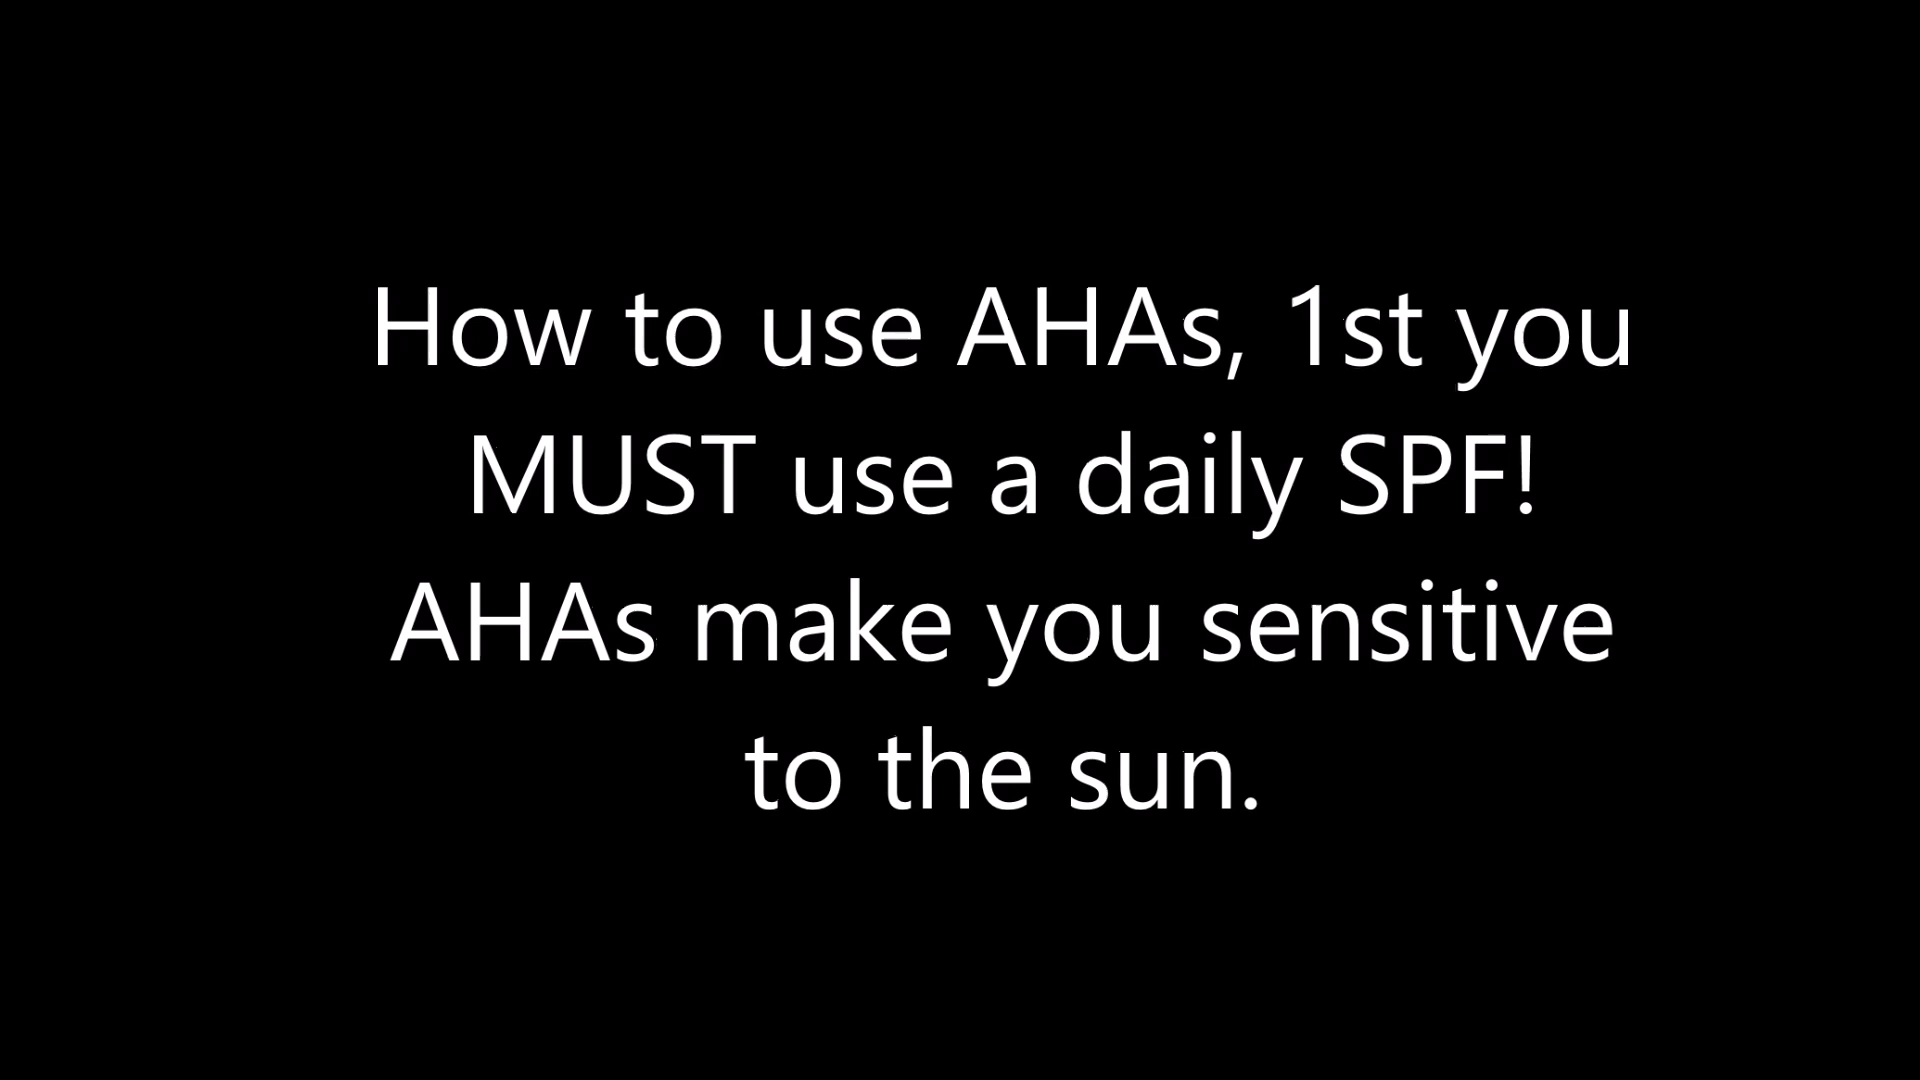 How to use AHAs, 1st you
MUST use a daily SPF!
AHAs make you sensitive
to the sun.